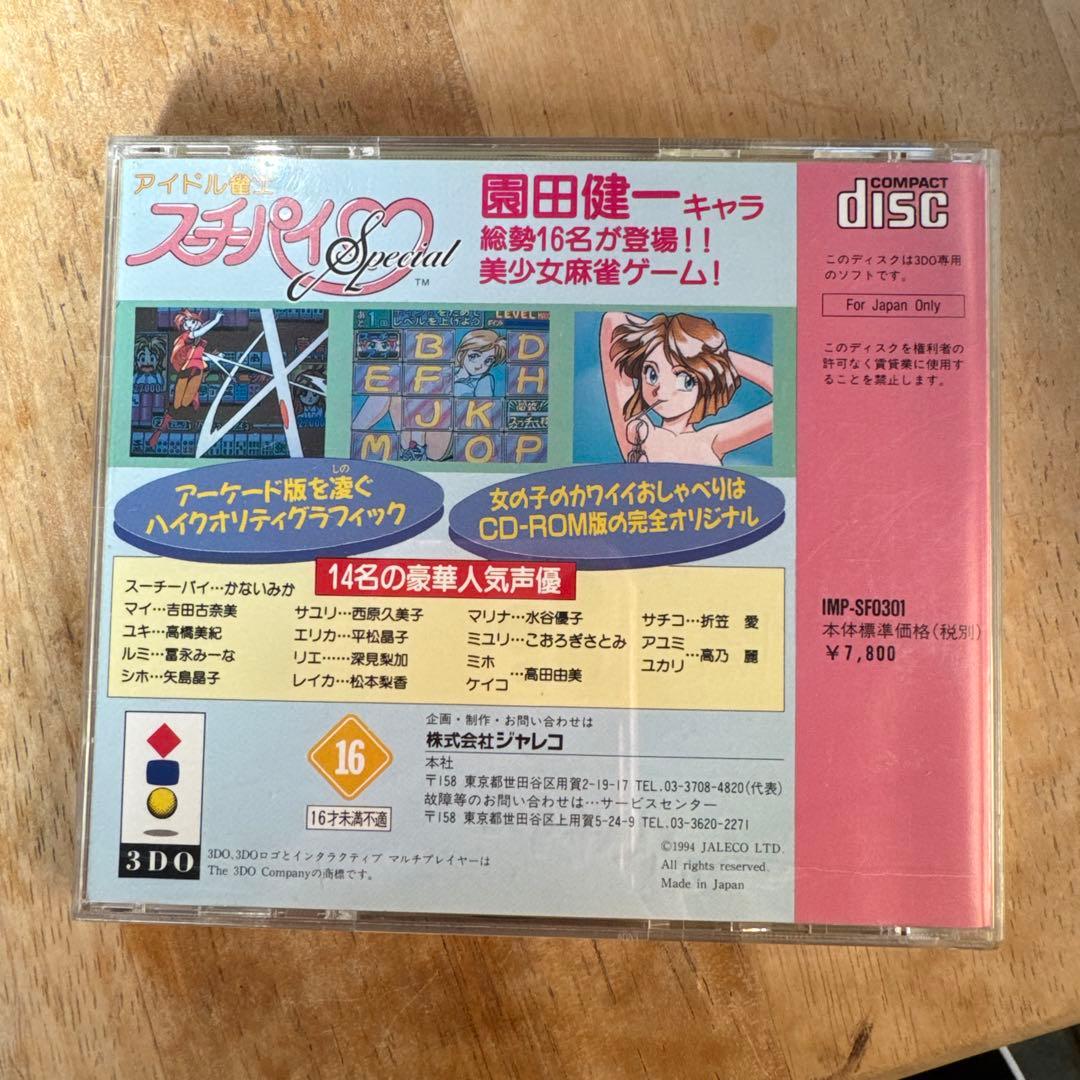 アイドル雀士
スーチーパイ Special ™
園田健一キャラ
総勢16名が登場!!
美少女麻雀ゲーム!
COMPACT
disc
このディスクは3DO専用
のソフトです。
For Japan Only
このディスクを権利者の
許可なく賃貸業に使用す
ることを禁止します。
レベルを上げよう
LEVEL
B D
E F H
J K
M O P
しの
アーケード版を凌ぐ
ハイクオリティグラフィック
女の子のカワイイおしゃべりは
CD-ROM版の完全オリジナル
14名の豪華人気声優
スーチーパイ…かないみか
マイ…吉田古奈美
ユキ…高橋美紀
ルミ…冨永みーな
シホ…矢島晶子
サユリ…西原久美子
エリカ…平松晶子
リエ……深見梨加
レイカ…松本梨香
マリナ…水谷優子
ミユリ…こおろぎさとみ
ミホ
ケイコ…高田由美
サチコ…折笠 愛
アユミ
ユカリ…高乃 麗
IMP-SF0301
本体標準価格(税別)
¥7,800
3DO
16
16才未満不適
企画・制作・お問い合わせは
株式会社ジャレコ
本社
〒158 東京都世田谷区用賀2-19-17 TEL.03-3708-4820(代表)
故障等のお問い合わせは…サービスセンター
〒158 東京都世田谷区上用賀5-24-9 TEL.03-3620-2271
3DO、3DOロゴとインタラクティブ マルチプレイヤーは
The 3DO Companyの商標です。
©1994 JALECO LTD.
All rights reserved.
Made in Japan